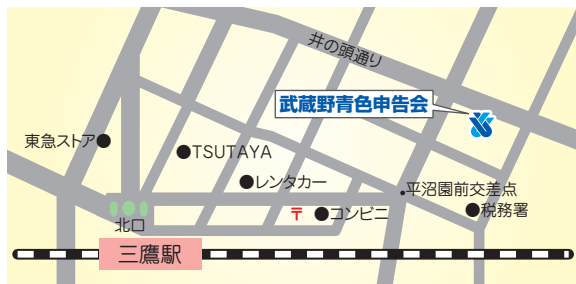 井の頭通り
武蔵野青色申告会
東急ストア
TSUTAYA
レンタカー
平沼園前交差点
〒
コンビニ
税務署
北口
三鷹駅